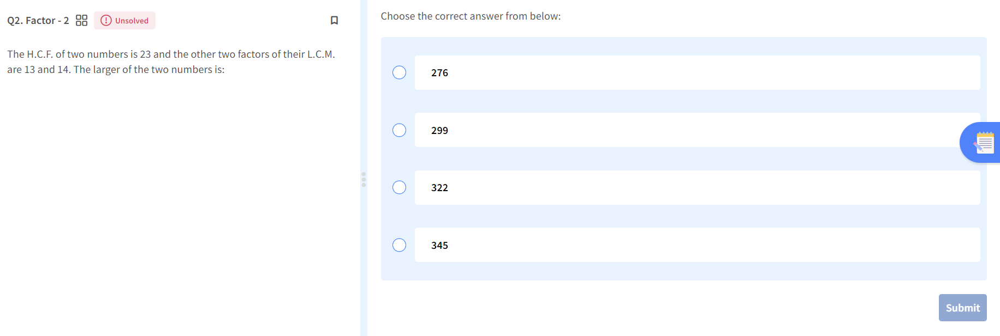 Q2. Factor - 2
Unsolved
The H.C.F. of two numbers is 23 and the other two factors of their L.C.M.
are 13 and 14. The larger of the two numbers is:
Choose the correct answer from below:
276
299
322
345
Submit